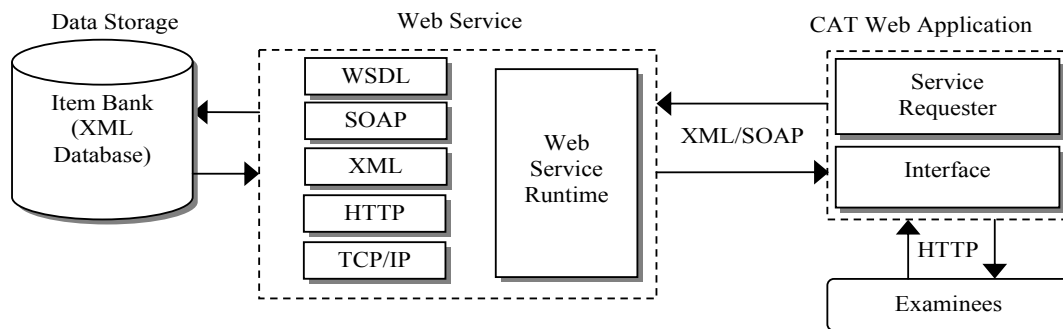 Data Storage
Item Bank
(XML
Database)
Web Service
WSDL
SOAP
XML
HTTP
TCP/IP
Web
Service
Runtime
XML/SOAP
CAT Web Application
Service
Requester
Interface
HTTP
Examinees